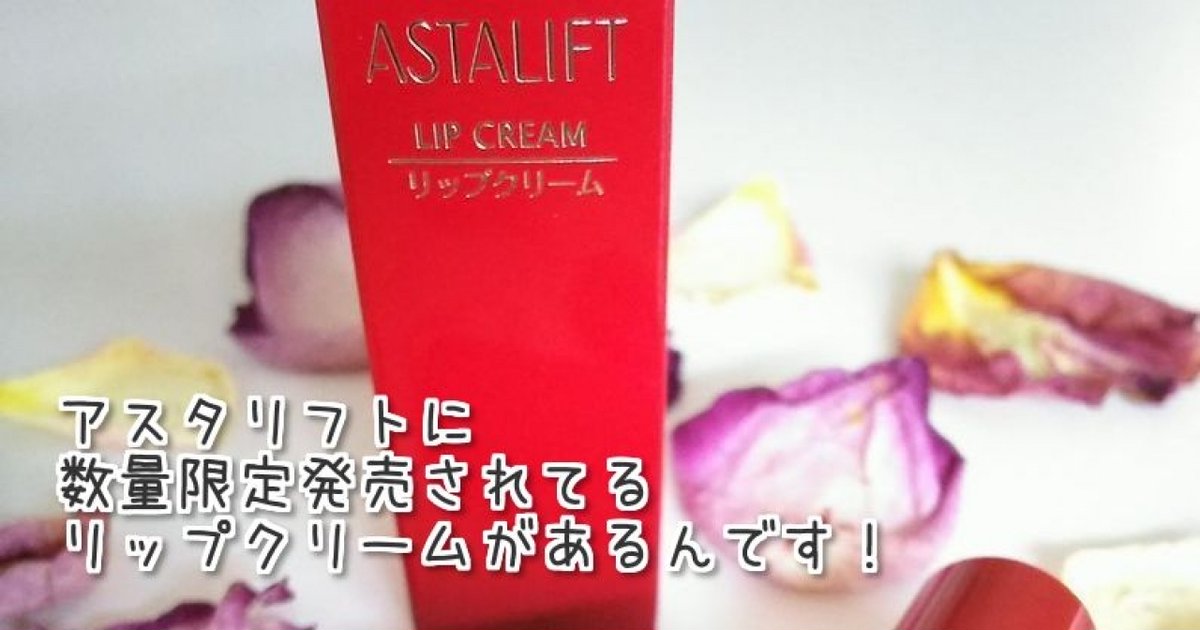 ASTALIFT
LIP CREAM
リップクリーム
アスタリフトに
数量限定発売されてる
リップクリームがあるんです！